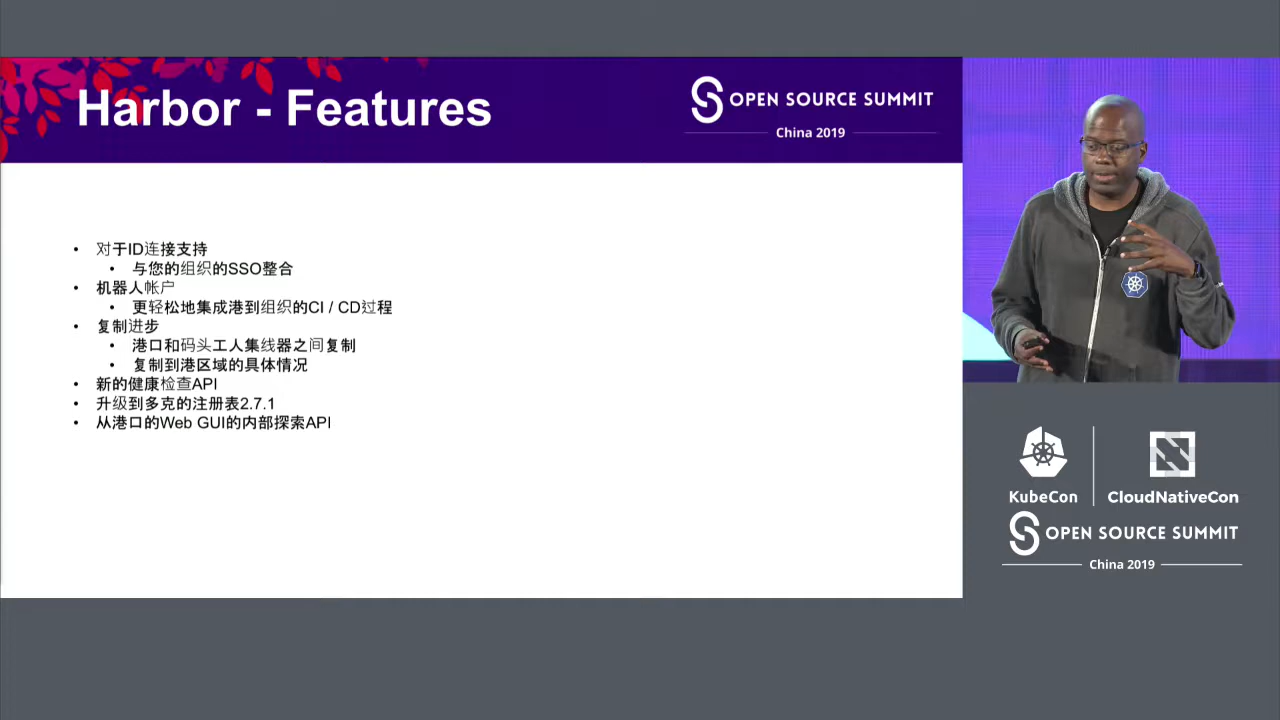 Harbor - Features
OPEN SOURCE SUMMIT
China 2019
• 对于ID连接支持
• 与您的组织的SSO整合
• 机器人帐户
• 更轻松地集成港到组织的CI / CD过程
• 复制进步
• 港口和码头工人集线器之间复制
• 复制到港区域的具体情况
• 新的健康检查API
• 升级到多克的注册表2.7.1
• 从港口的Web GUI的内部探索API
KubeCon
CloudNativeCon
OPEN SOURCE SUMMIT
China 2019